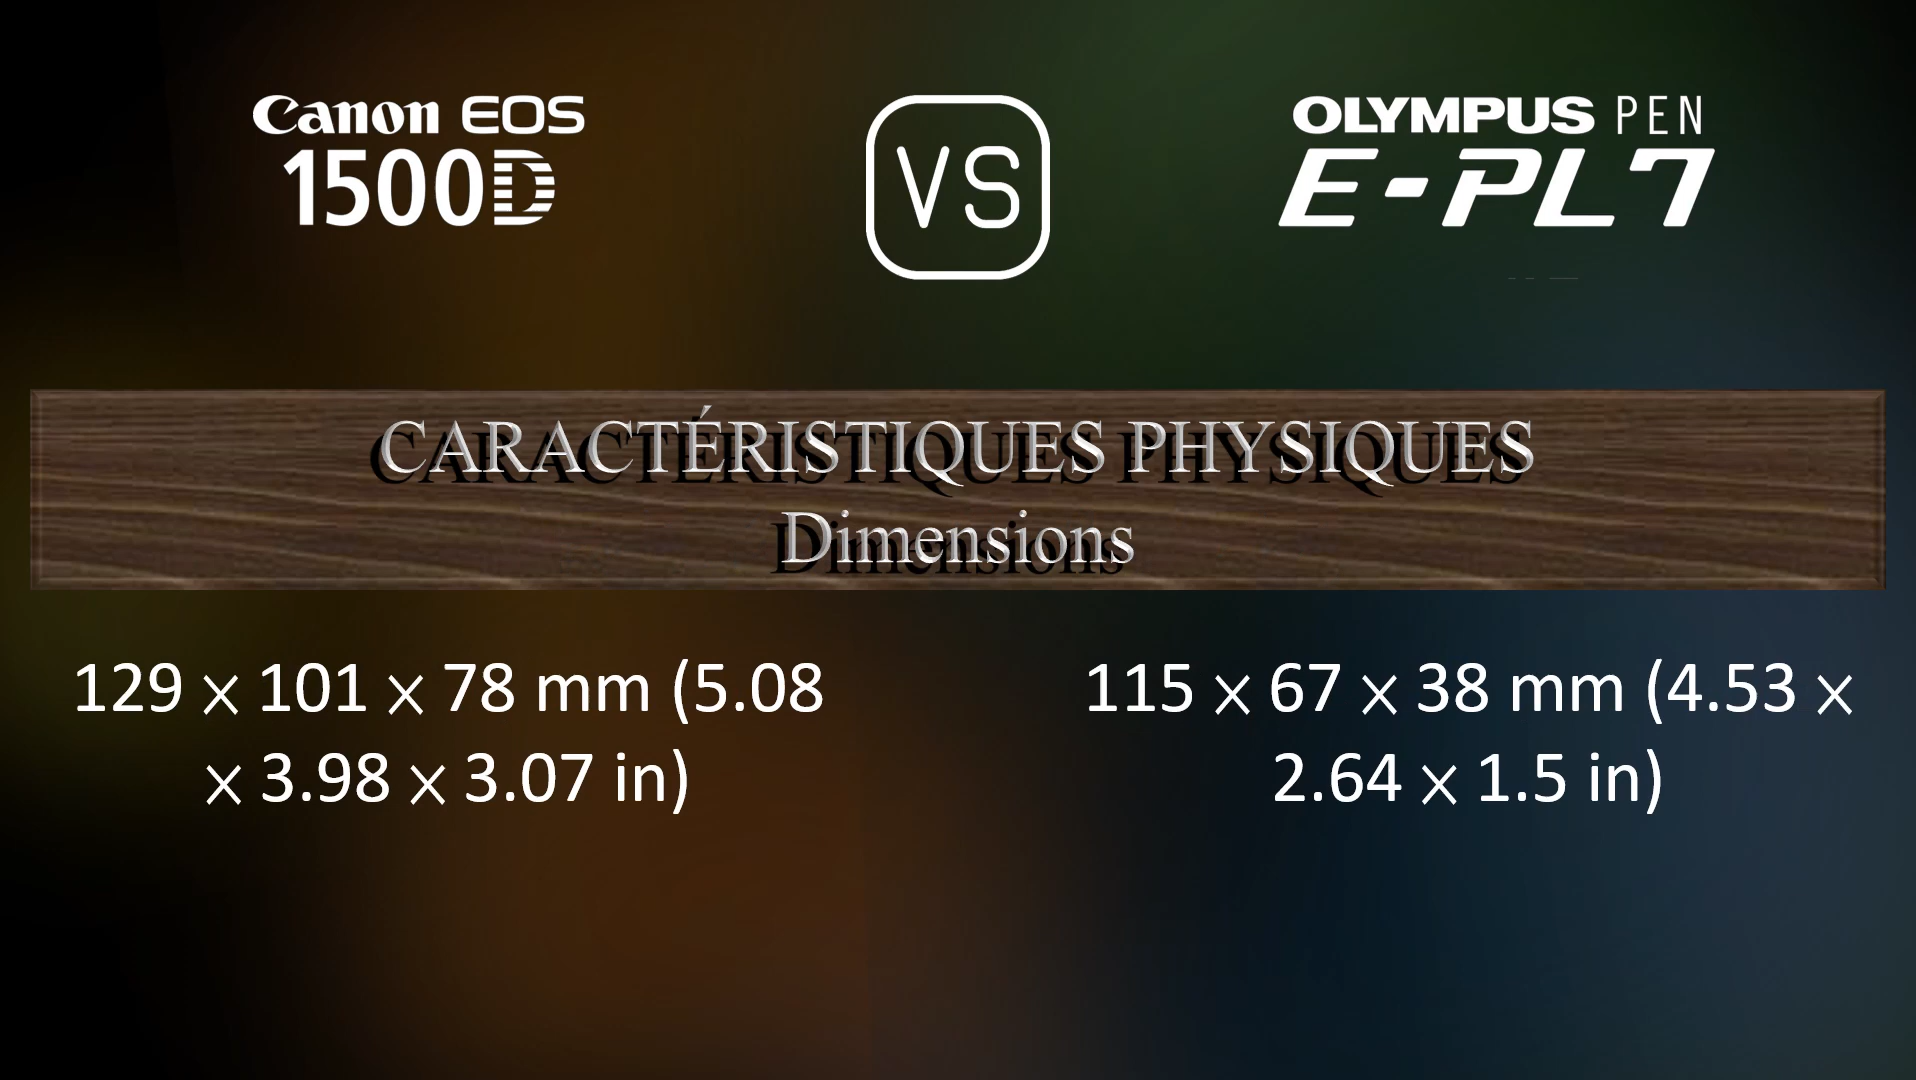 Canon EOS
1500D
VS
OLYMPUS PEN
E-PL7
CARACTÉRISTIQUES PHYSIQUES
Dimensions
129 x 101 x 78 mm (5.08
x 3.98 x 3.07 in)
115 x 67 x 38 mm (4.53 x
2.64 x 1.5 in)